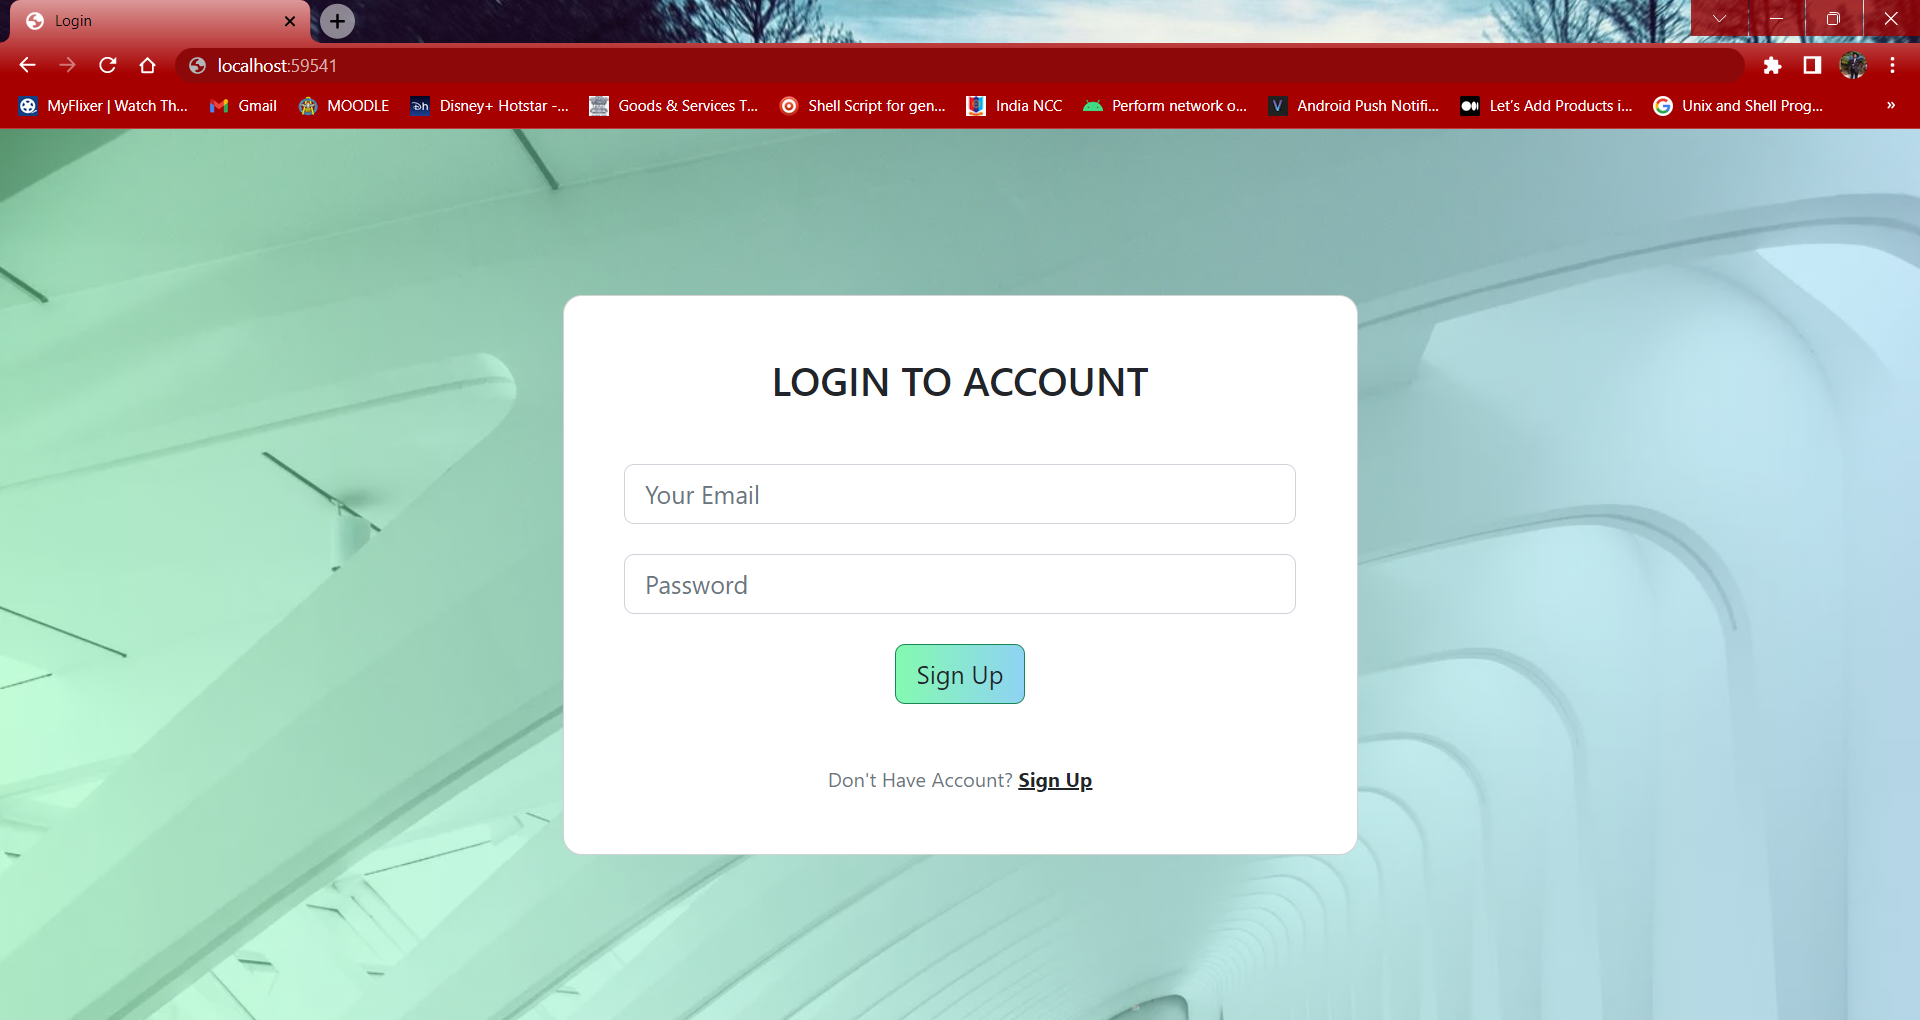 Login
localhost:59541
MyFlixer | Watch Th...
Gmail
MOODLE
Disney+ Hotstar -...
Goods & Services T...
Shell Script for gen...
India NCC
Perform network o...
Android Push Notifi...
Let's Add Products i...
Unix and Shell Prog...
»
LOGIN TO ACCOUNT
Your Email
Password
Sign Up
Don't Have Account? Sign Up